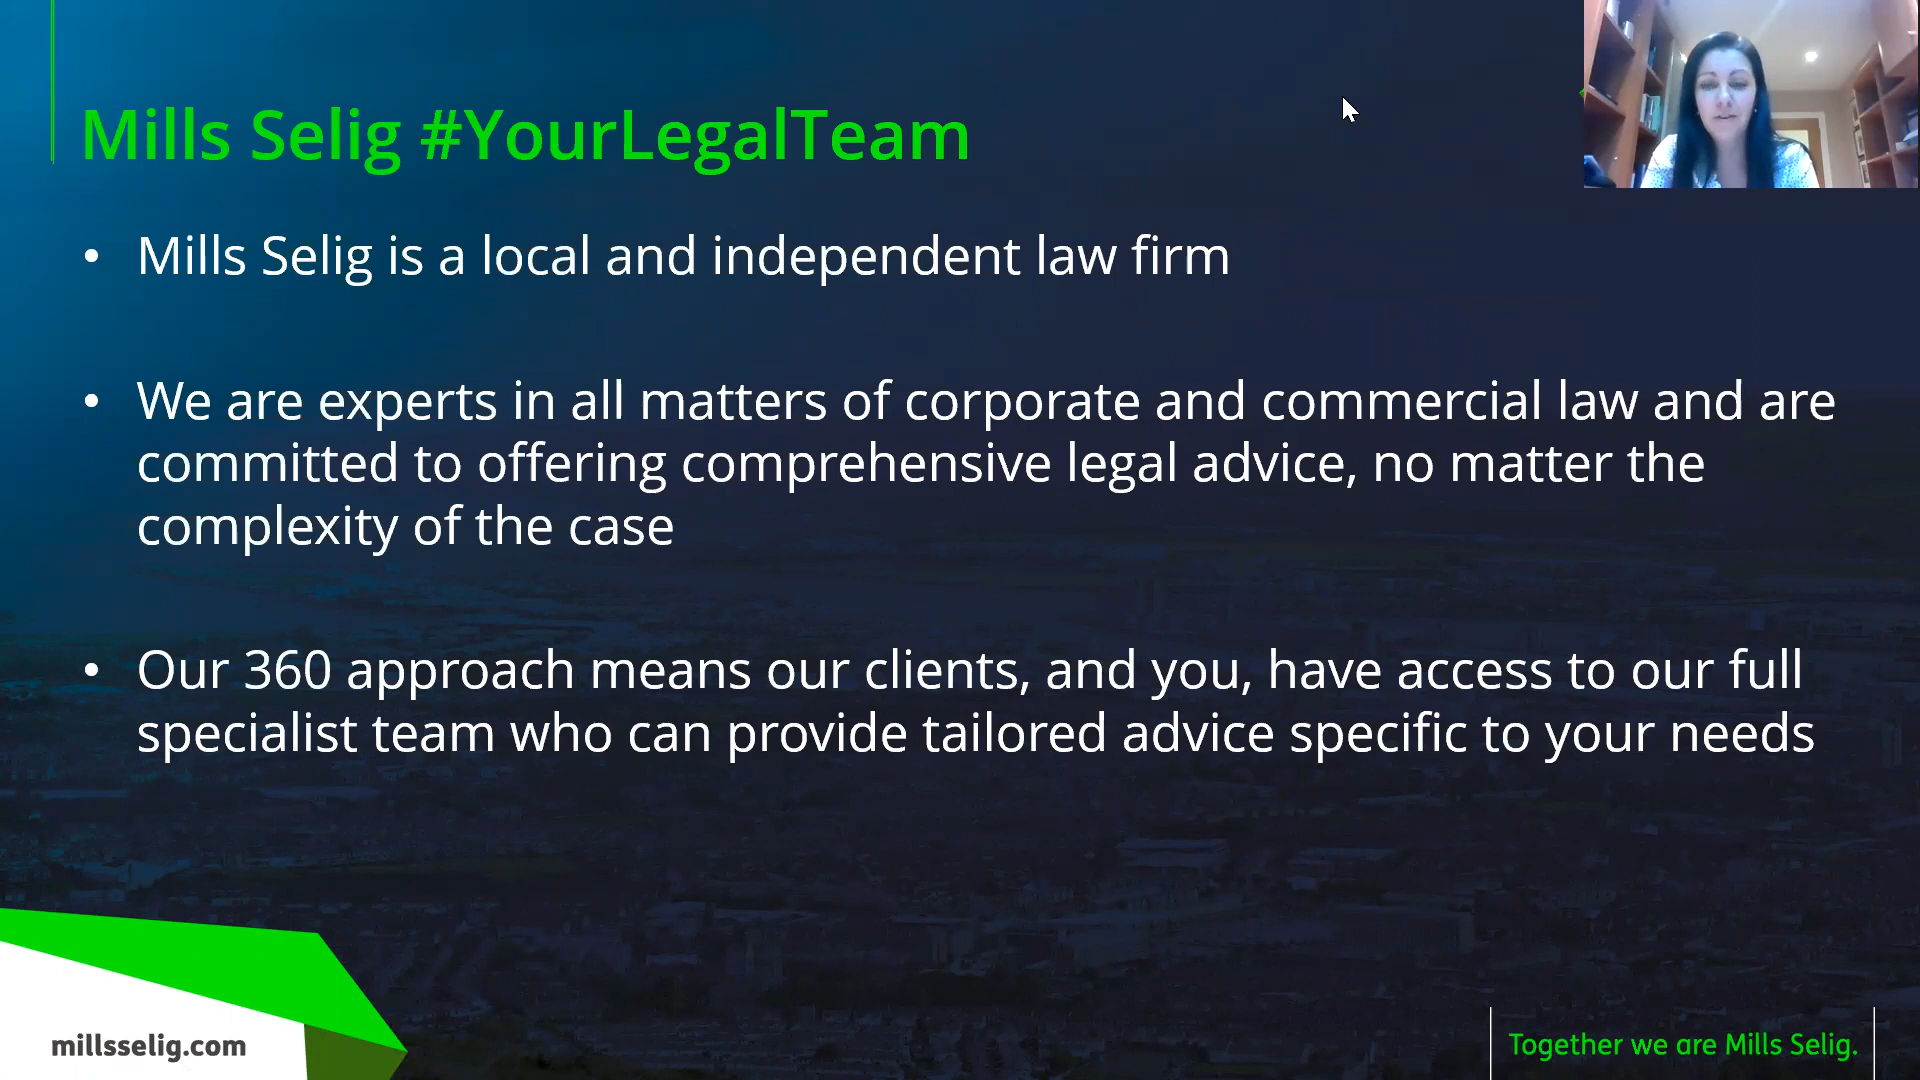 Mills Selig #YourLegalTeam
• Mills Selig is a local and independent law firm
• We are experts in all matters of corporate and commercial law and are
committed to offering comprehensive legal advice, no matter the
complexity of the case
• Our 360 approach means our clients, and you, have access to our full
specialist team who can provide tailored advice specific to your needs
millsselig.com
Together we are Mills Selig.